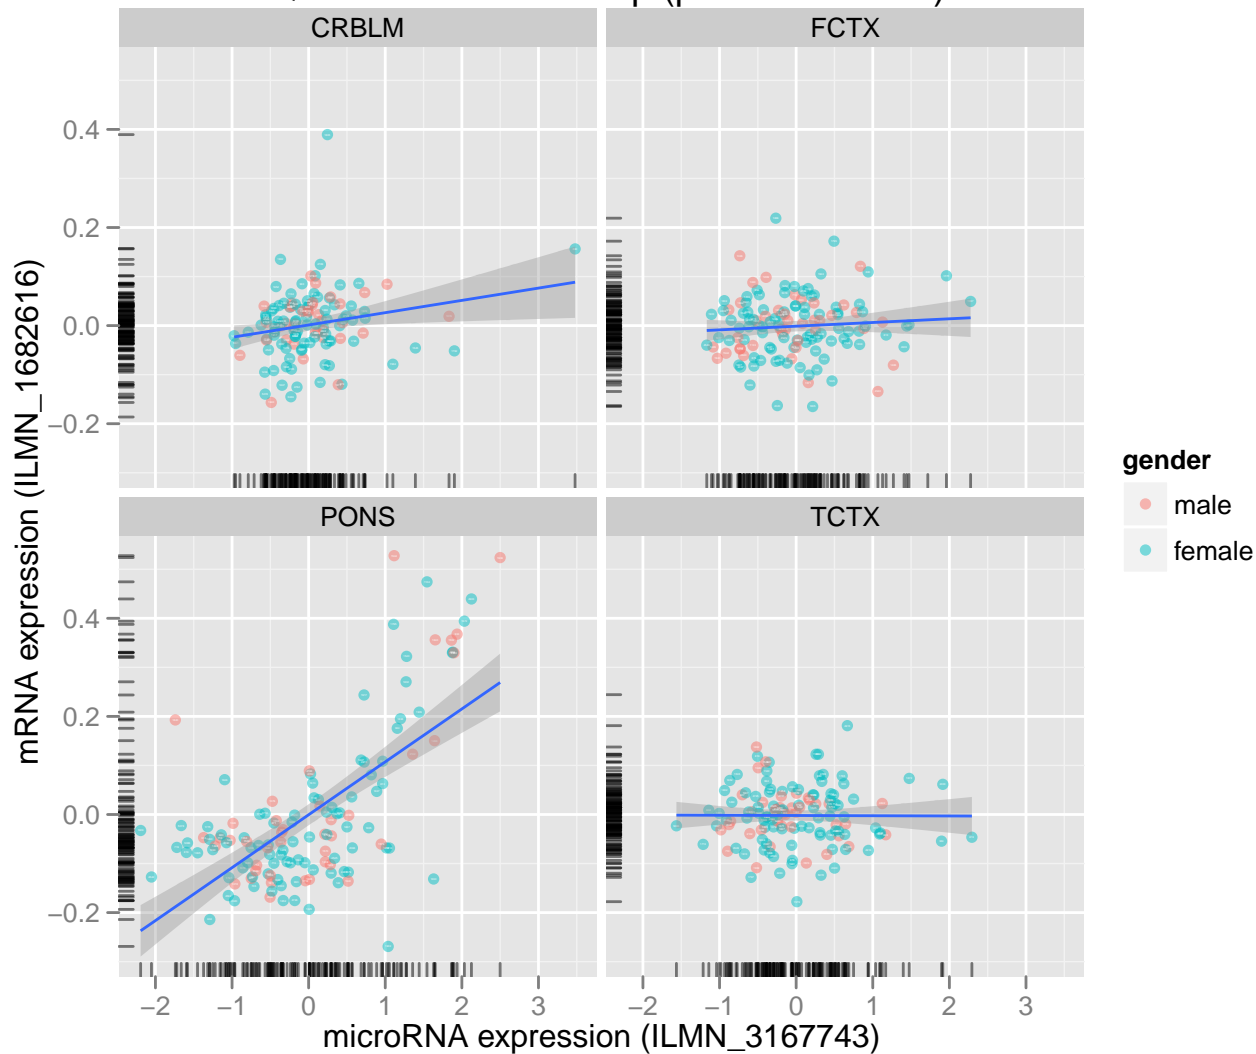 CRBLM FCTX
0.4
0.2
0.0
−0.2
PONS TCTX
0.4
0.2
0.0
−0.2
−2 −1 0 1 2 3 −2 −1 0 1 2 3
microRNA expression (ILMN_3167743)
mRNA expression (ILMN_1682616)
gender
male
female